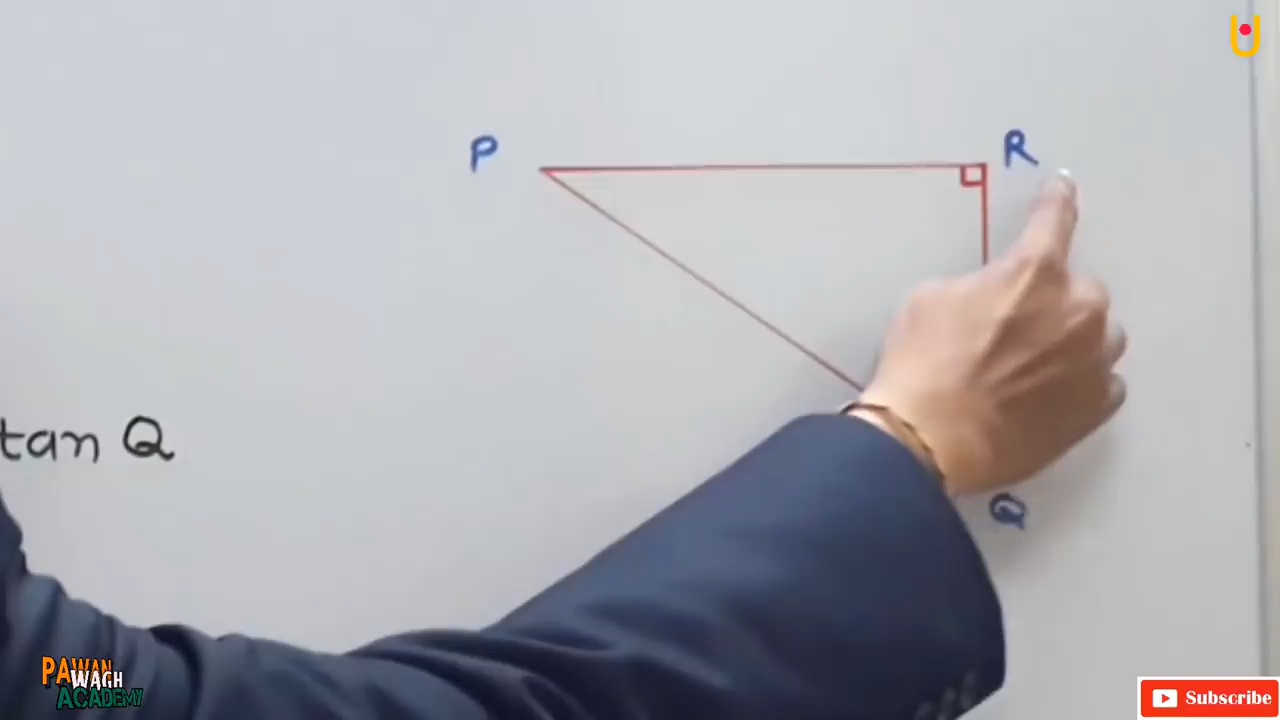 P
R
tan Q
Q
PAWAN
WAGH
ACADEMY
Subscribe